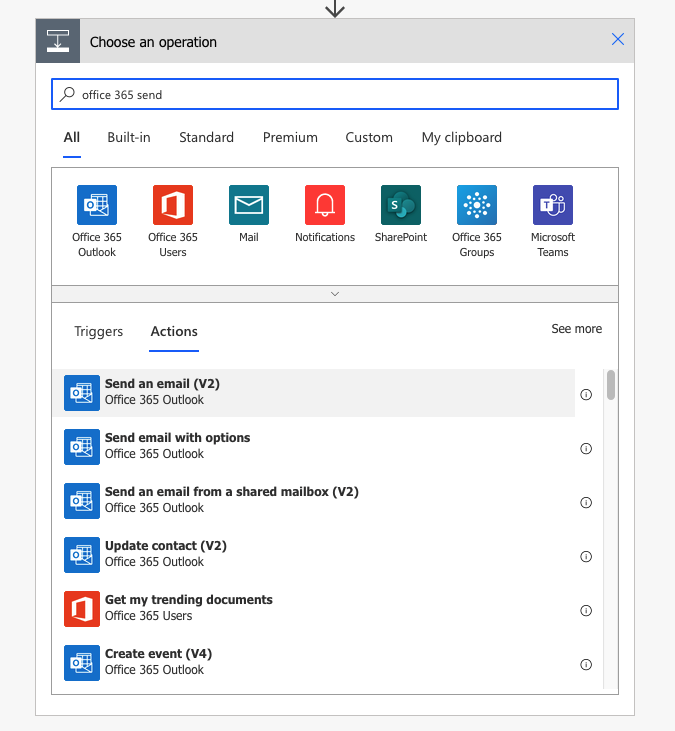 Choose an operation
office 365 send
All Built-in Standard Premium Custom My clipboard
Office 365 Outlook
Office 365 Users
Mail
Notifications
SharePoint
Office 365 Groups
Microsoft Teams
Triggers Actions See more
Send an email (V2)
Office 365 Outlook
Send email with options
Office 365 Outlook
Send an email from a shared mailbox (V2)
Office 365 Outlook
Update contact (V2)
Office 365 Outlook
Get my trending documents
Office 365 Users
Create event (V4)
Office 365 Outlook